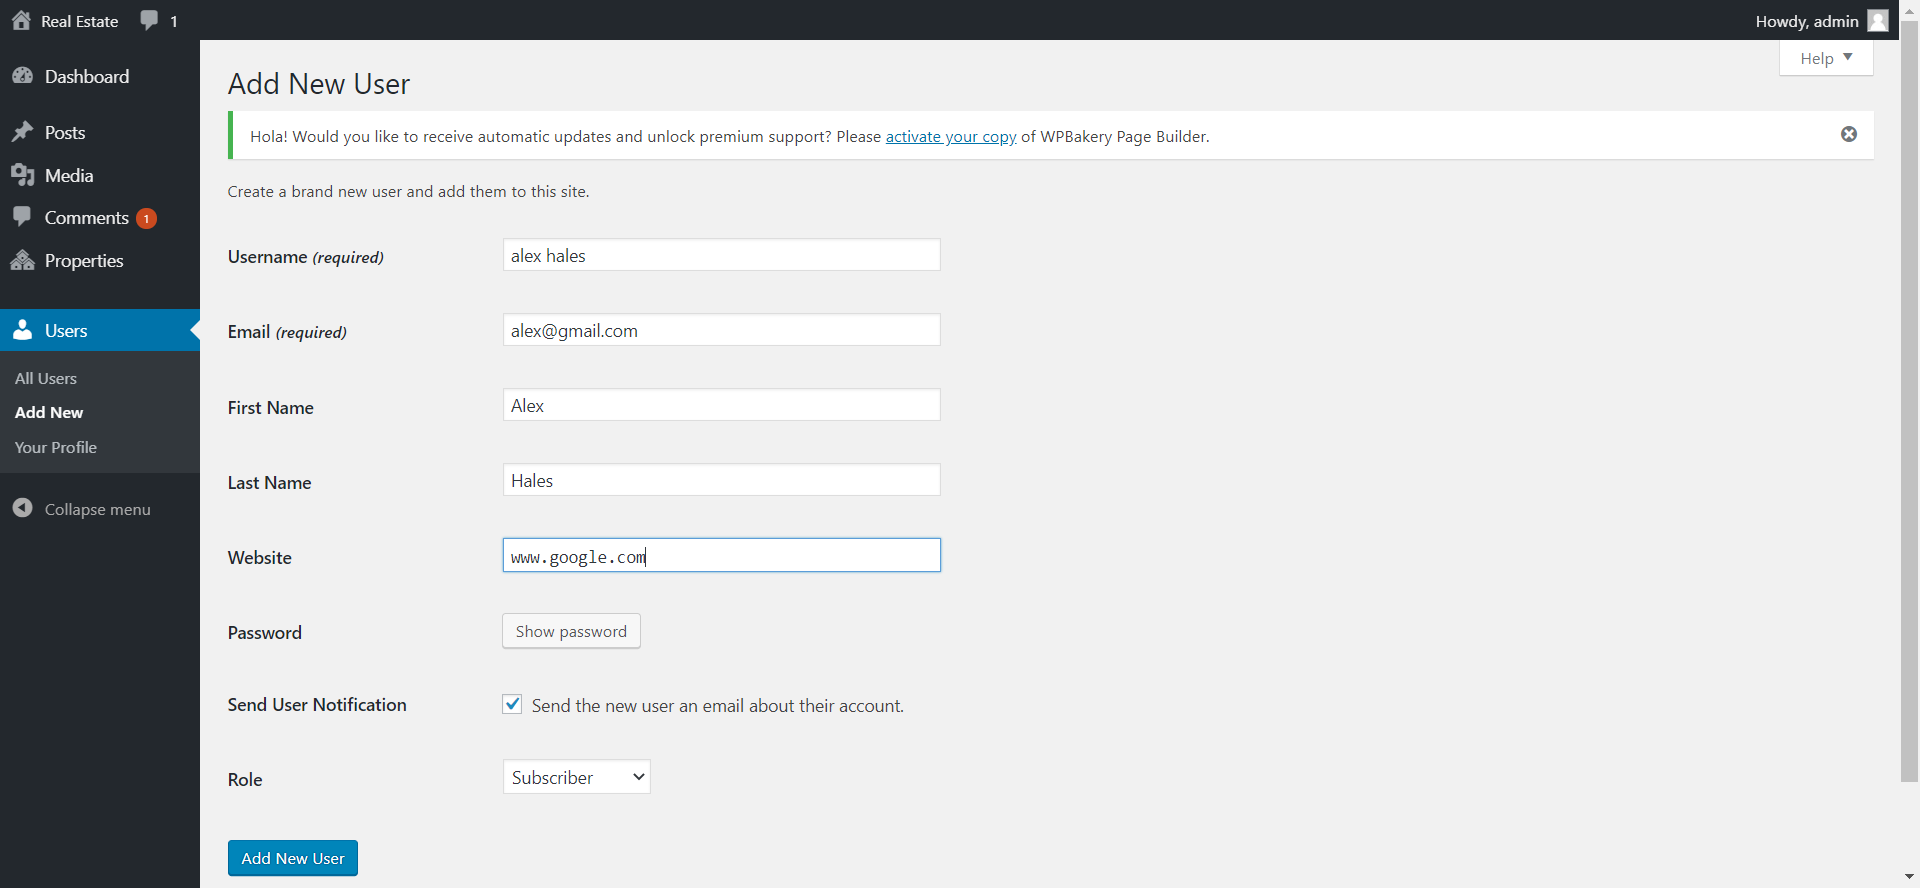 Real Estate 1 Howdy, admin
Help
Dashboard
Posts
Media
Comments 1
Properties
Users
All Users
Add New
Your Profile
Collapse menu
Add New User
Hola! Would you like to receive automatic updates and unlock premium support? Please activate your copy of WPBakery Page Builder.
Create a brand new user and add them to this site.
Username (required) alex hales
Email (required) alex@gmail.com
First Name Alex
Last Name Hales
Website www.google.com
Password Show password
Send User Notification Send the new user an email about their account.
Role Subscriber
Add New User